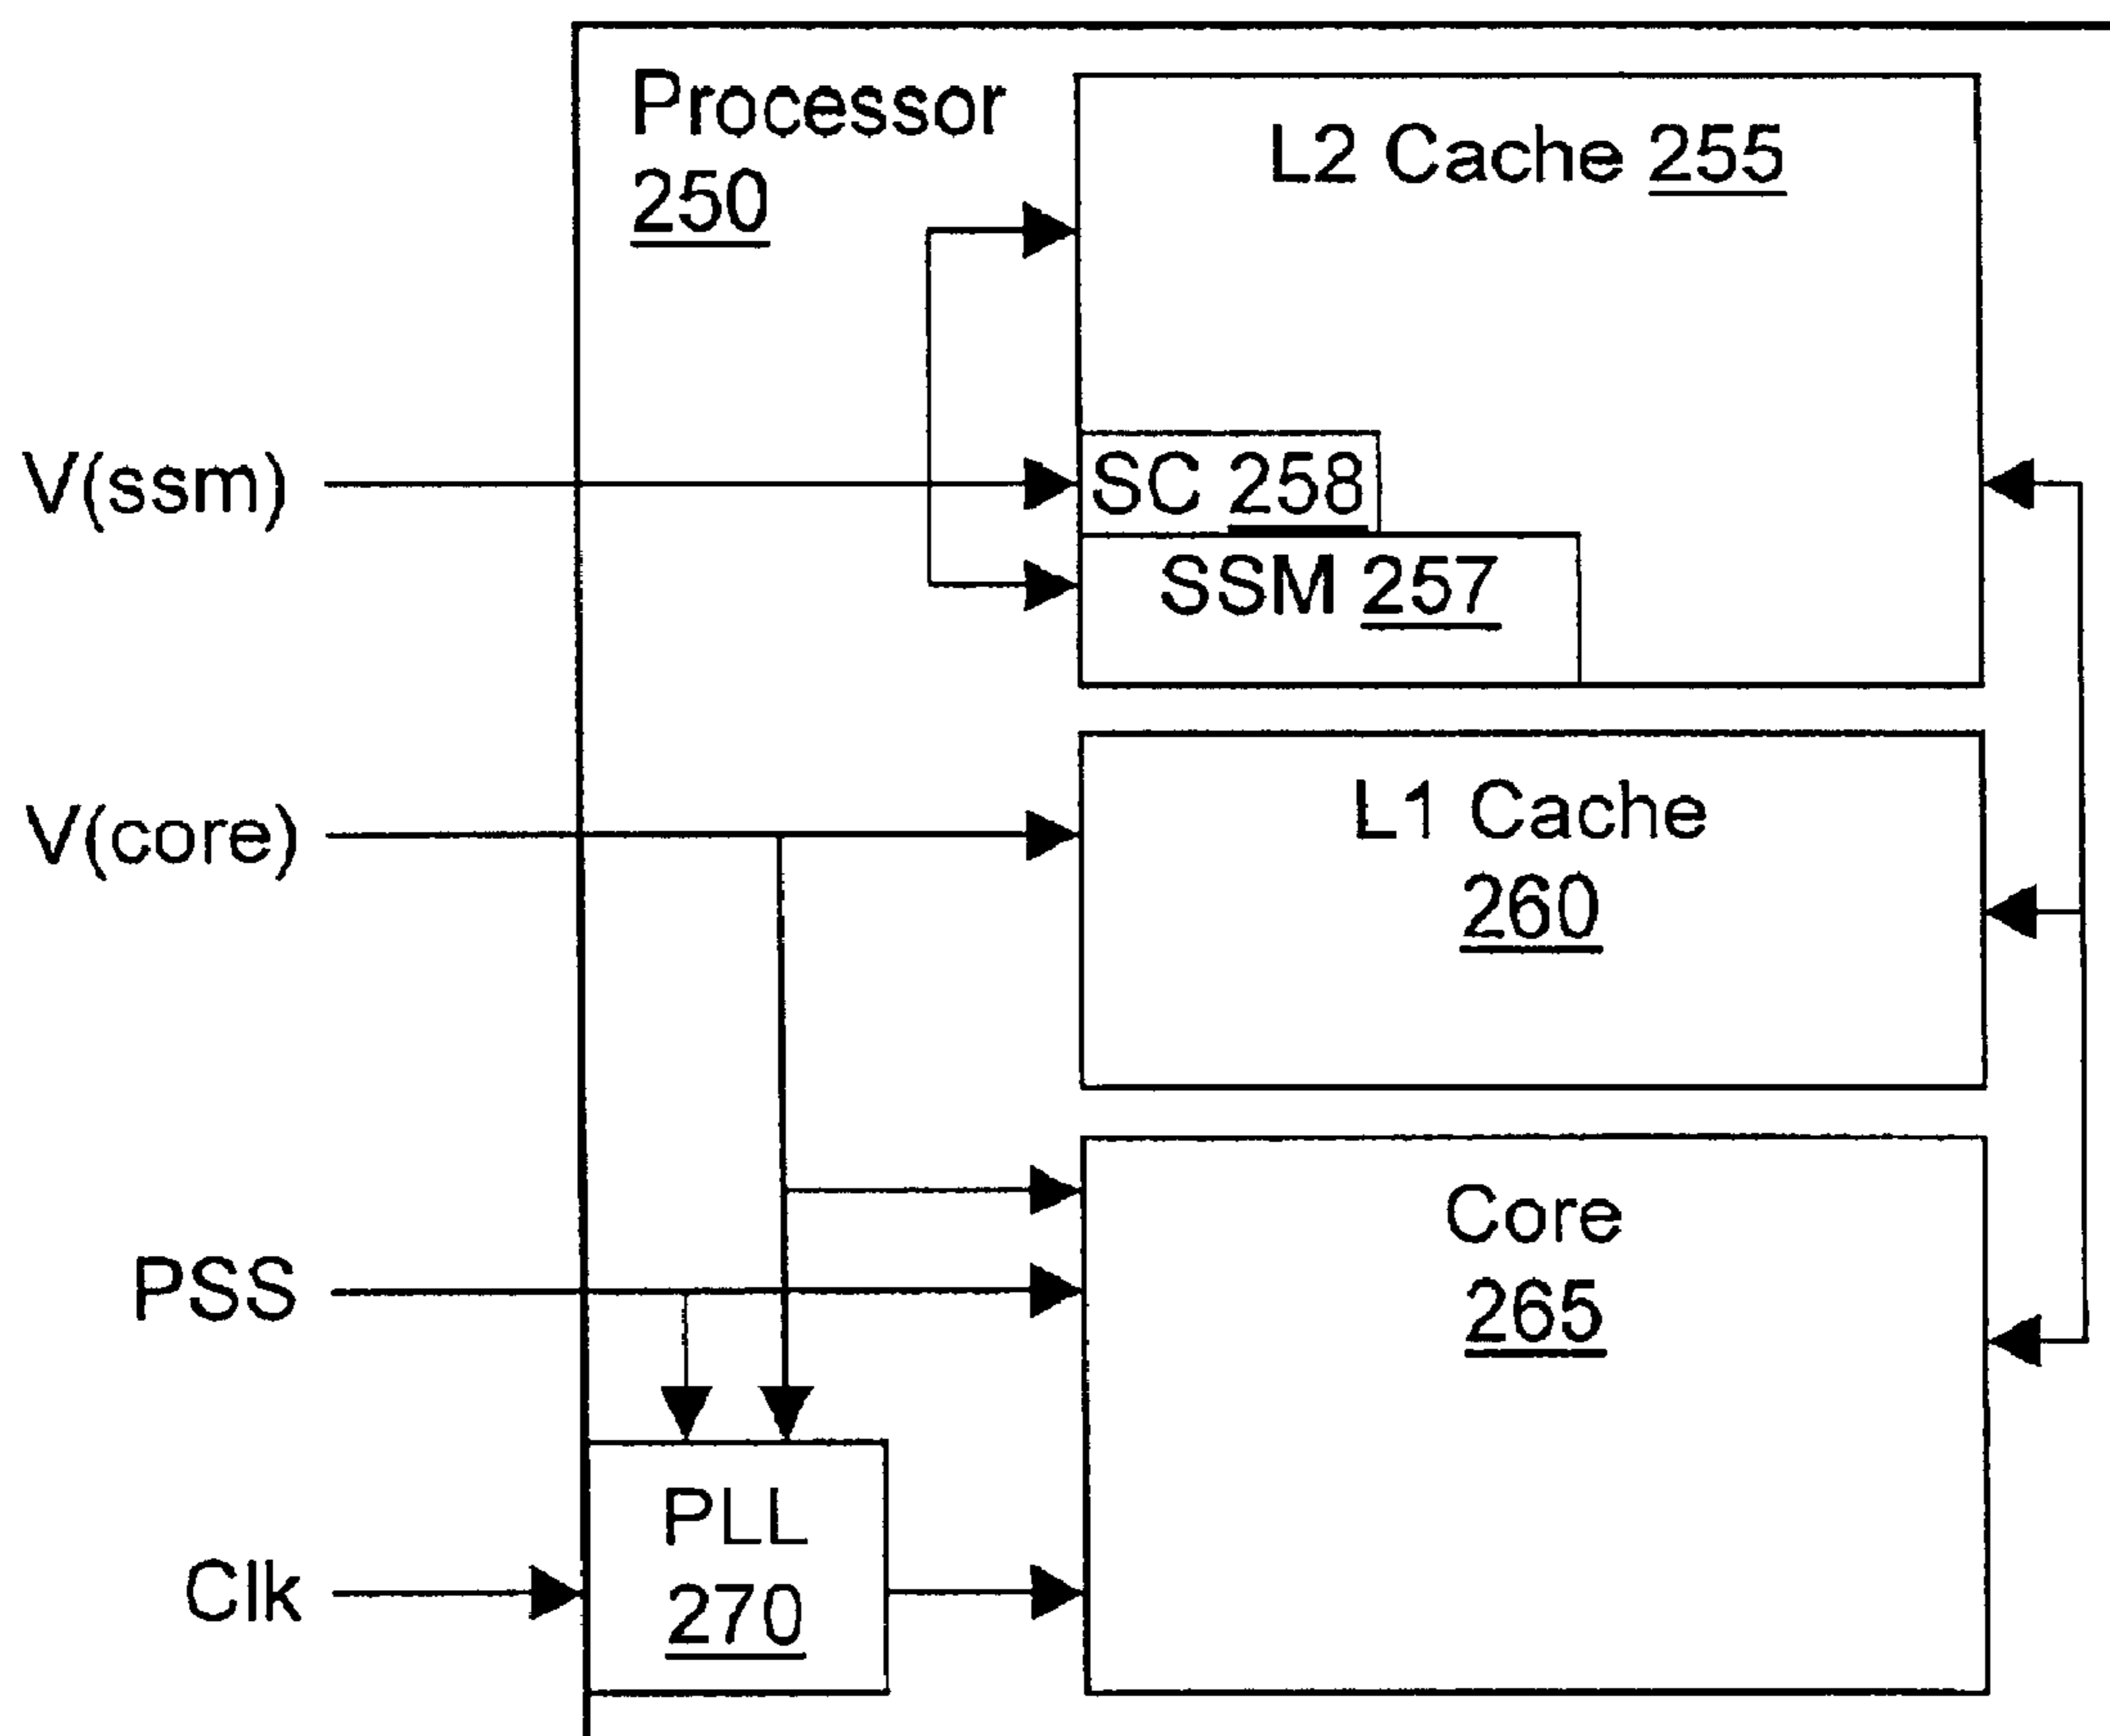 Processor
250
L2 Cache 255
V(ssm)
SC 258
SSM 257
V(core)
L1 Cache
260
PSS
Core
265
Clk
PLL
270